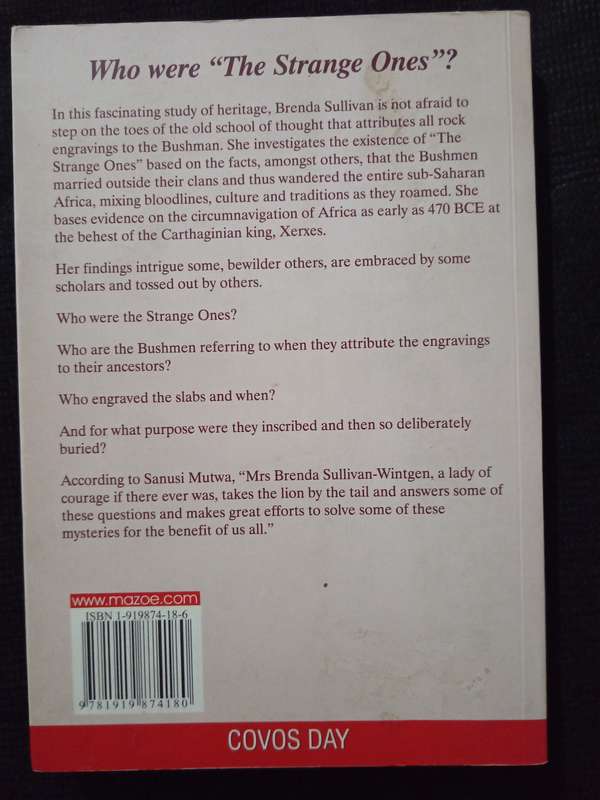 Who were “The Strange Ones”?
In this fascinating study of heritage, Brenda Sullivan is not afraid to
step on the toes of the old school of thought that attributes all rock
engravings to the Bushman. She investigates the existence of “The
Strange Ones” based on the facts, amongst others, that the Bushmen
married outside their clans and thus wandered the entire sub-Saharan
Africa, mixing bloodlines, culture and traditions as they roamed. She
bases evidence on the circumnavigation of Africa as early as 470 BCE at
the behest of the Carthaginian king, Xerxes.
Her findings intrigue some, bewilder others, are embraced by some
scholars and tossed out by others.
Who were the Strange Ones?
Who are the Bushmen referring to when they attribute the engravings
to their ancestors?
Who engraved the slabs and when?
And for what purpose were they inscribed and then so deliberately
buried?
According to Sanusi Mutwa, “Mrs Brenda Sullivan-Wintgen, a lady of
courage if there ever was, takes the lion by the tail and answers some of
these questions and makes great efforts to solve some of these
mysteries for the benefit of us all.”
www.mazoe.com
ISBN 1-919874-18-6
9 781919 874180
COVOS DAY